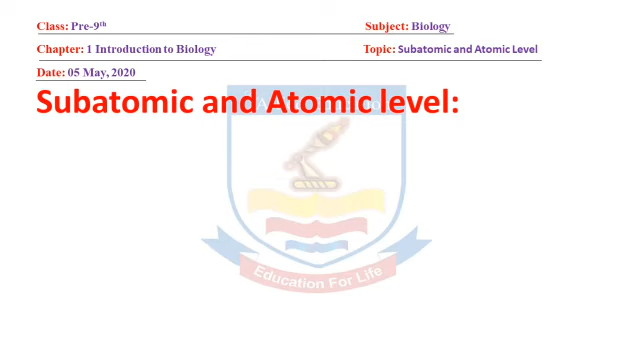 Class: Pre-9th Subject: Biology
Chapter: 1 Introduction to Biology Topic: Subatomic and Atomic Level
Date: 05 May, 2020
Subatomic and Atomic level:
Education For Life